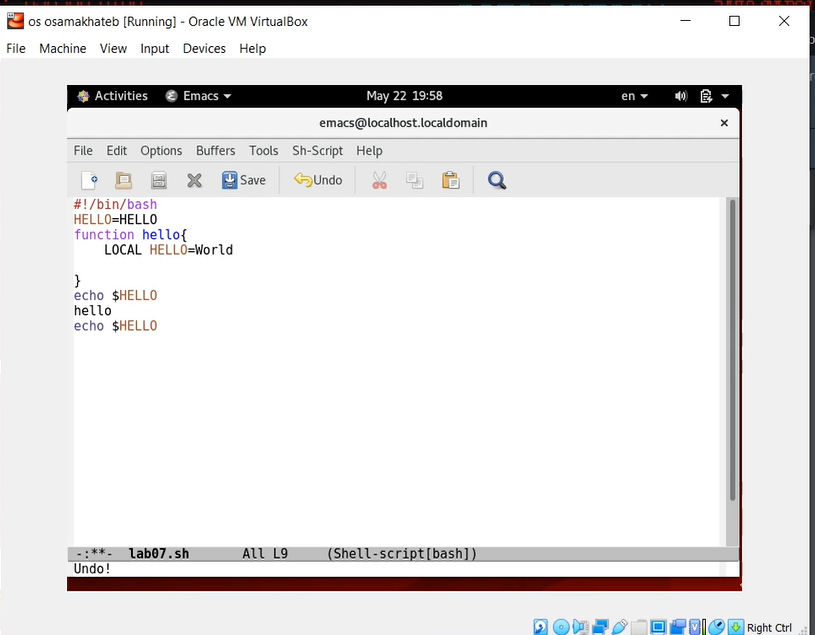 os osamakhateb [Running] - Oracle VM VirtualBox
File Machine View Input Devices Help
Activities Emacs May 22 19:58 en
emacs@localhost.localdomain
File Edit Options Buffers Tools Sh-Script Help
Save Undo
#!/bin/bash
HELLO=HELLO
function hello{
LOCAL HELLO=World
}
echo $HELLO
hello
echo $HELLO
-:**- lab07.sh All L9 (Shell-script[bash])
Undo!
Right Ctrl